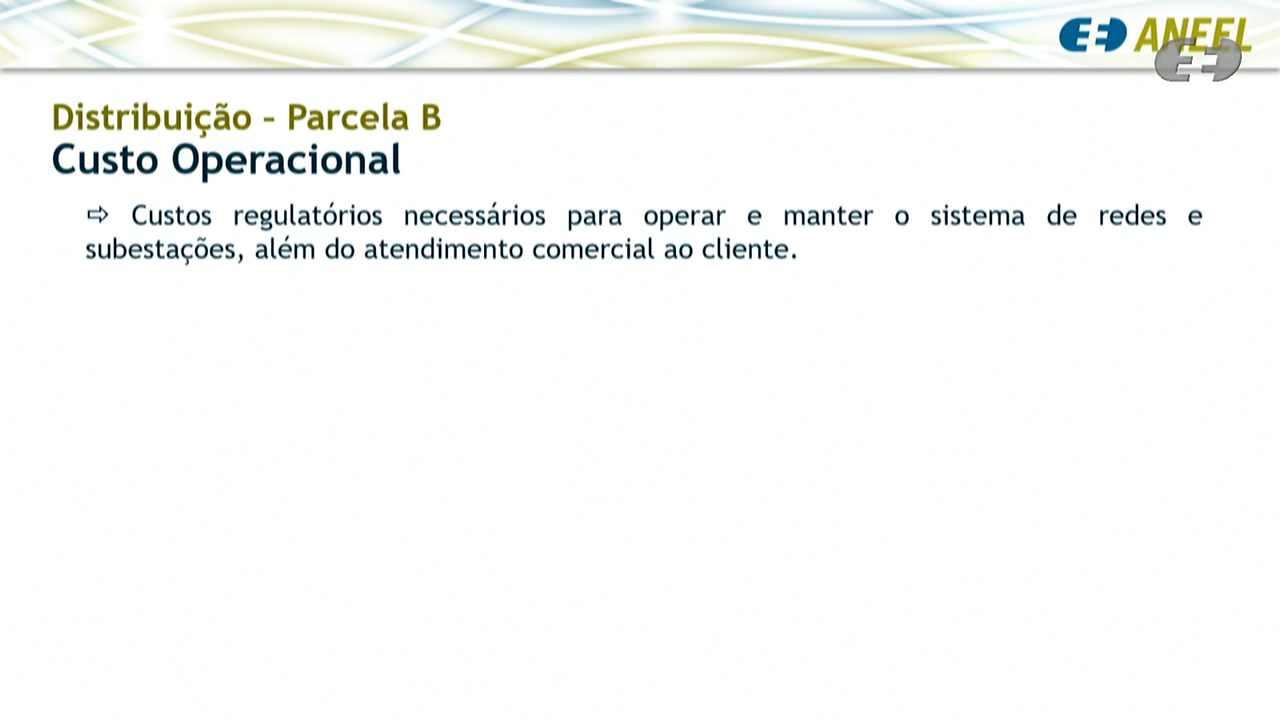 ANEEL
Distribuição - Parcela B
Custo Operacional
⇨ Custos regulatórios necessários para operar e manter o sistema de redes e
subestações, além do atendimento comercial ao cliente.